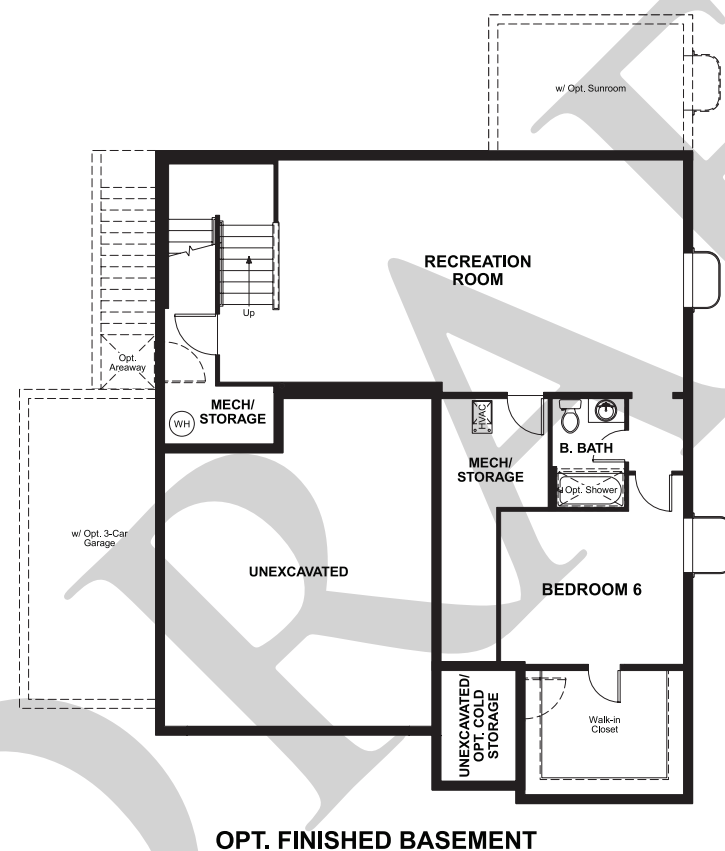 w/ Opt. Sunroom
RECREATION
ROOM
Up
Opt.
Areaway
MECH/
STORAGE
WH
HVAC
B. BATH
MECH/
STORAGE
Opt. Shower
w/ Opt. 3-Car
Garage
UNEXCAVATED
BEDROOM 6
UNEXCAVATED/
OPT. COLD
STORAGE
Walk-in
Closet
OPT. FINISHED BASEMENT